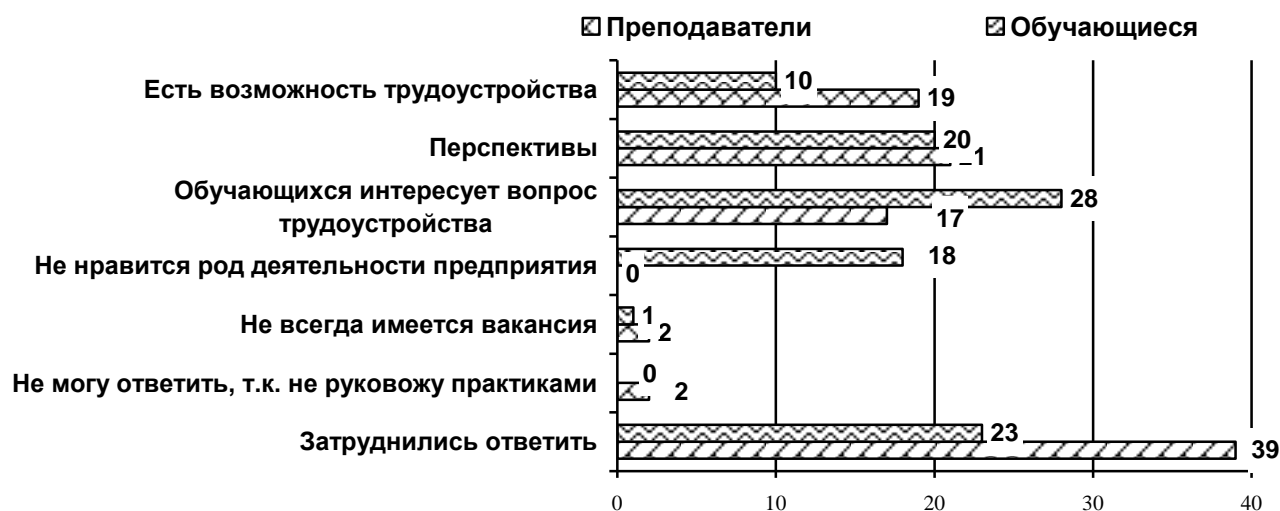 Преподаватели Обучающиеся
Есть возможность трудоустройства
10
19
Перспективы
20
1
Обучающихся интересует вопрос
трудоустройства
28
17
Не нравится род деятельности предприятия
18
0
Не всегда имеется вакансия
1
2
Не могу ответить, т.к. не руковожу практиками
0
2
Затруднились ответить
23
39
0 10 20 30 40